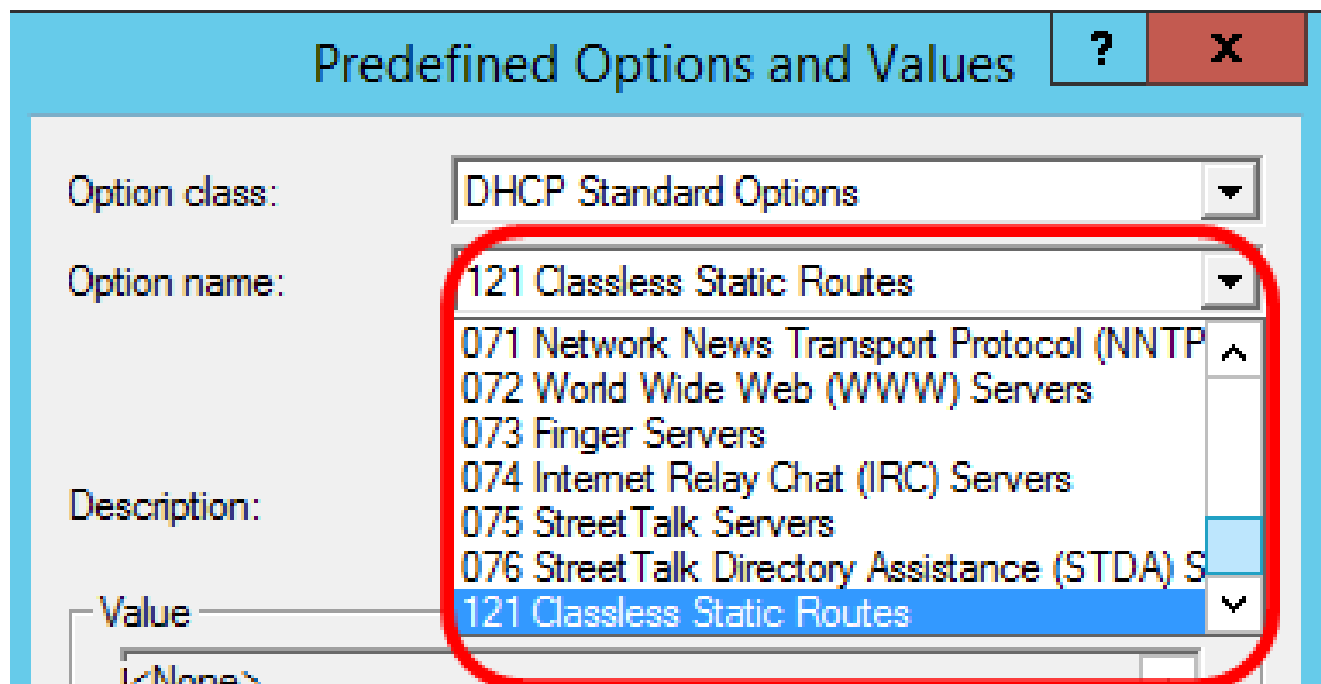 Predefined Options and Values
?
x
Option class:
DHCP Standard Options
Option name:
121 Classless Static Routes
071 Network News Transport Protocol (NNTP
072 World Wide Web (WWW) Servers
073 Finger Servers
074 Internet Relay Chat (IRC) Servers
075 StreetTalk Servers
076 StreetTalk Directory Assistance (STDA) S
121 Classless Static Routes
Description:
Value
<None>